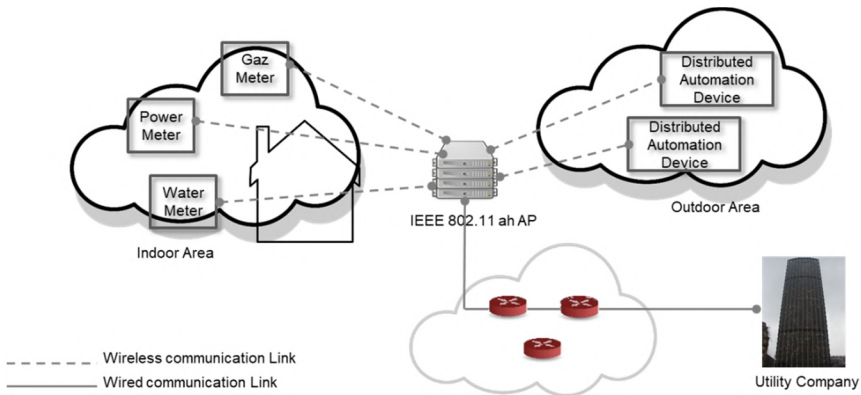 Gaz
Meter
Power
Meter
Water
Meter
Indoor Area
IEEE 802.11 ah AP
Distributed
Automation
Device
Distributed
Automation
Device
Outdoor Area
Utility Company
Wireless communication Link
Wired communication Link